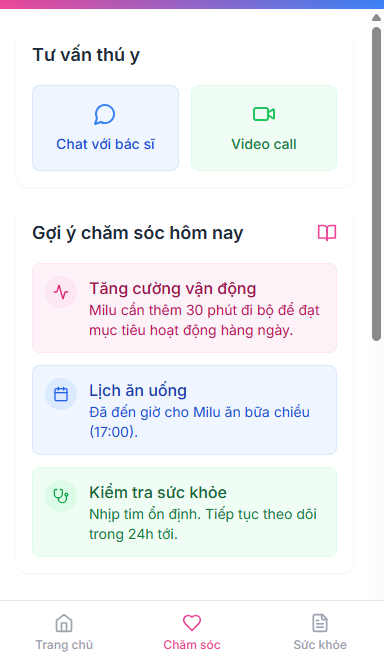 Tư vấn thú y
Chat với bác sĩ
Video call
Gợi ý chăm sóc hôm nay
Tăng cường vận động
Milu cần thêm 30 phút đi bộ để đạt
mục tiêu hoạt động hàng ngày.
Lịch ăn uống
Đã đến giờ cho Milu ăn bữa chiều
(17:00).
Kiểm tra sức khỏe
Nhịp tim ổn định. Tiếp tục theo dõi
trong 24h tới.
Trang chủ
Chăm sóc
Sức khỏe